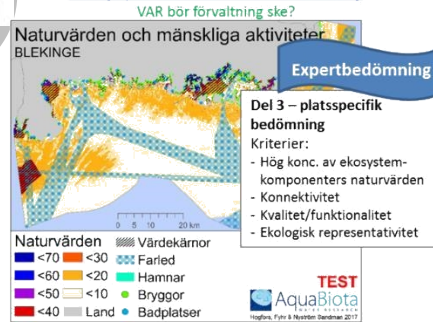 VAR bör förvaltning ske?
Naturvärden och mänskliga aktiviteter
BLEKINGE
Expertbedömning
Del 3 – platsspecifik
bedömning
Kriterier:
- Hög konc. av ekosystem-
komponenters naturvärden
- Konnektivitet
- Kvalitet/funktionalitet
- Ekologisk representativitet
0 5 10 20 km
Naturvärden
<70 <30
<60 <20
<50 <10
<40 Land
Värdekärnor
Farled
Hamnar
Bryggor
Badplatser
TEST
AquaBiota
WATER RESEARCH
Hogfors, Fyhr & Nyström Sandman 2017